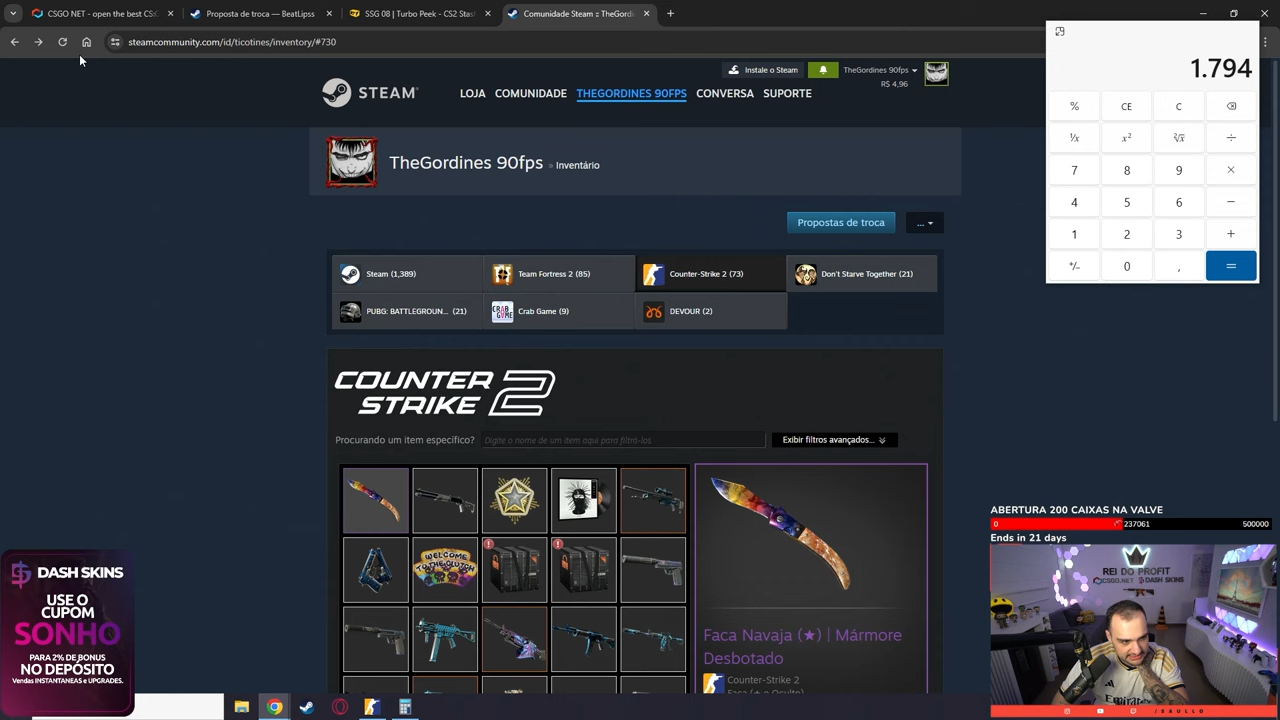 CSGO NET - open the best CS:
Proposta de troca — BeatLipss
SSG 08 | Turbo Peek - CS2 Stash
Comunidade Steam :: TheGordi
steamcommunity.com/id/ticotines/inventory/#730
1.794
%
CE
C
7
8
9
4
5
6
1
2
3
0
,
Instale o Steam
TheGordines 90fps
R$ 4,96
STEAM
LOJA
COMUNIDADE
THEGORDINES 90FPS
CONVERSA
SUPORTE
TheGordines 90fps » Inventário
Propostas de troca
...
Steam (1,389)
Team Fortress 2 (85)
Counter-Strike 2 (73)
Don't Starve Together (21)
PUBG: BATTLEGROUN... (21)
Crab Game (9)
DEVOUR (2)
COUNTER
STRIKE 2
Procurando um item específico?
Digite o nome de um item aqui para filtrá-los
Exibir filtros avançados...
WELCOME
TO THE CLUTCH
Faca Navaja (★) | Mármore
Desbotado
Counter-Strike 2
DASH SKINS
USE O
CUPOM
SONHO
PARA 2% DE BONUS
NO DEPÓSITO
Vendas INSTANTANEAS e UPGRADES.
ABERTURA 200 CAIXAS NA VALVE
0
237061
500000
Ends in 21 days
REI DO PROFIT
CSGO.NET
DASH SKINS
/SAULLO